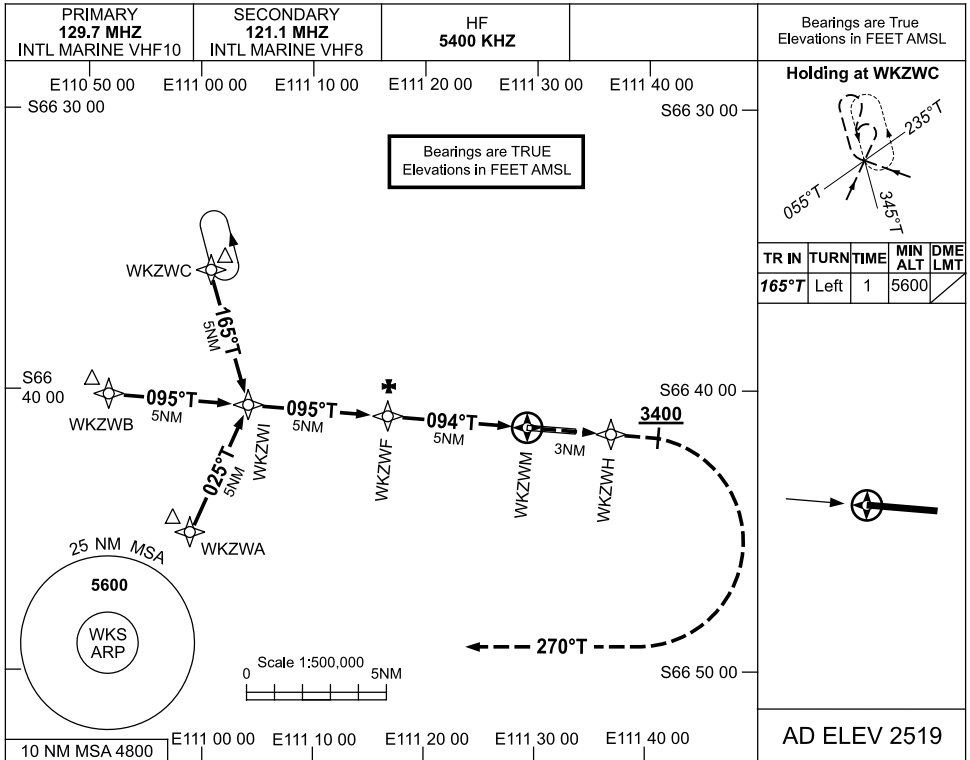 PRIMARY
129.7 MHZ
INTL MARINE VHF10
SECONDARY
121.1 MHZ
INTL MARINE VHF8
HF
5400 KHZ
Bearings are True
Elevations in FEET AMSL
E110 50 00
E111 00 00
E111 10 00
E111 20 00
E111 30 00
E111 40 00
S66 30 00
S66 30 00
Bearings are TRUE
Elevations in FEET AMSL
Holding at WKZWC
235°T
055°T
345°T
TR IN
TURN
TIME
MIN
ALT
DME
LMT
165°T
Left
1
5600
WKZWC
165°T
5NM
S66
40 00
S66 40 00
WKZWB
095°T
5NM
WKZWI
095°T
5NM
WKZWF
094°T
5NM
WKZWM
3NM
WKZWH
3400
025°T
5NM
WKZWA
25 NM MSA
5600
WKS
ARP
270°T
Scale 1:500,000
0
5NM
S66 50 00
10 NM MSA 4800
E111 00 00
E111 10 00
E111 20 00
E111 30 00
E111 40 00
AD ELEV 2519